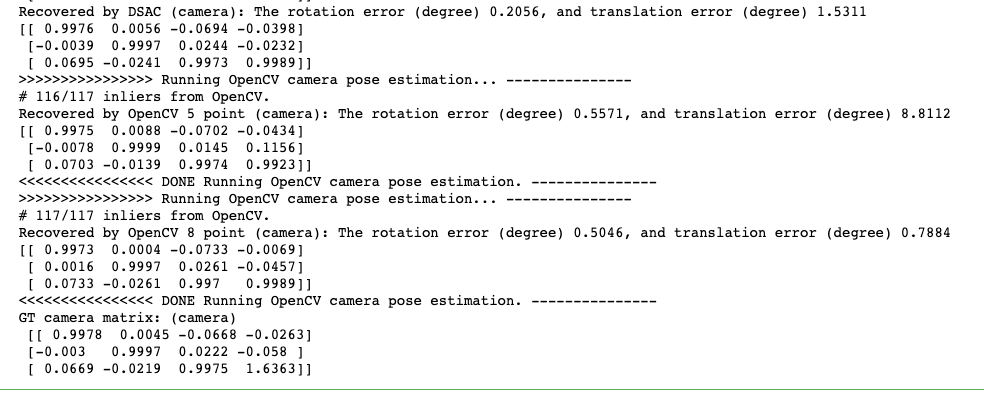 Recovered by DSAC (camera): The rotation error (degree) 0.2056, and translation error (degree) 1.5311
[[ 0.9976  0.0056 -0.0694 -0.0398]
 [-0.0039  0.9997  0.0244 -0.0232]
 [ 0.0695 -0.0241  0.9973  0.9989]]
>>>>>>>>>>>>>>>> Running OpenCV camera pose estimation... ---------------
# 116/117 inliers from OpenCV.
Recovered by OpenCV 5 point (camera): The rotation error (degree) 0.5571, and translation error (degree) 8.8112
[[ 0.9975  0.0088 -0.0702 -0.0434]
 [-0.0078  0.9999  0.0145  0.1156]
 [ 0.0703 -0.0139  0.9974  0.9923]]
<<<<<<<<<<<<<<<< DONE Running OpenCV camera pose estimation. ---------------
>>>>>>>>>>>>>>>> Running OpenCV camera pose estimation... ---------------
# 117/117 inliers from OpenCV.
Recovered by OpenCV 8 point (camera): The rotation error (degree) 0.5046, and translation error (degree) 0.7884
[[ 0.9973  0.0004 -0.0733 -0.0069]
 [ 0.0016  0.9997  0.0261 -0.0457]
 [ 0.0733 -0.0261  0.997   0.9989]]
<<<<<<<<<<<<<<<< DONE Running OpenCV camera pose estimation. ---------------
GT camera matrix: (camera)
 [[ 0.9978  0.0045 -0.0668 -0.0263]
 [-0.003   0.9997  0.0222 -0.058 ]
 [ 0.0669 -0.0219  0.9975  1.6363]]